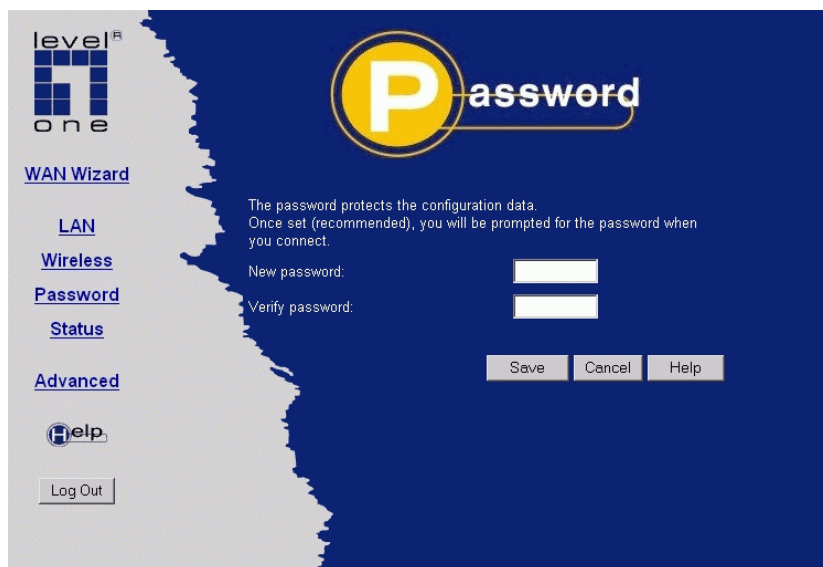 level®
one
WAN Wizard
LAN
Wireless
Password
Status
Advanced
Help
Log Out
Password
The password protects the configuration data.
Once set (recommended), you will be prompted for the password when
you connect.
New password:
Verify password:
Save Cancel Help